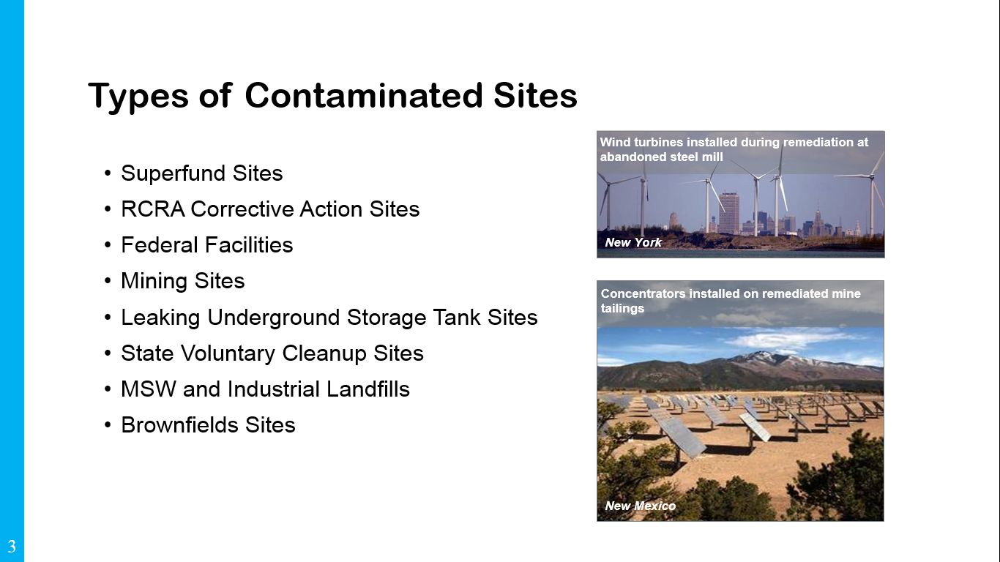 Types of Contaminated Sites
• Superfund Sites
• RCRA Corrective Action Sites
• Federal Facilities
• Mining Sites
• Leaking Underground Storage Tank Sites
• State Voluntary Cleanup Sites
• MSW and Industrial Landfills
• Brownfields Sites
Wind turbines installed during remediation at
abandoned steel mill
New York
Concentrators installed on remediated mine
tailings
New Mexico
3